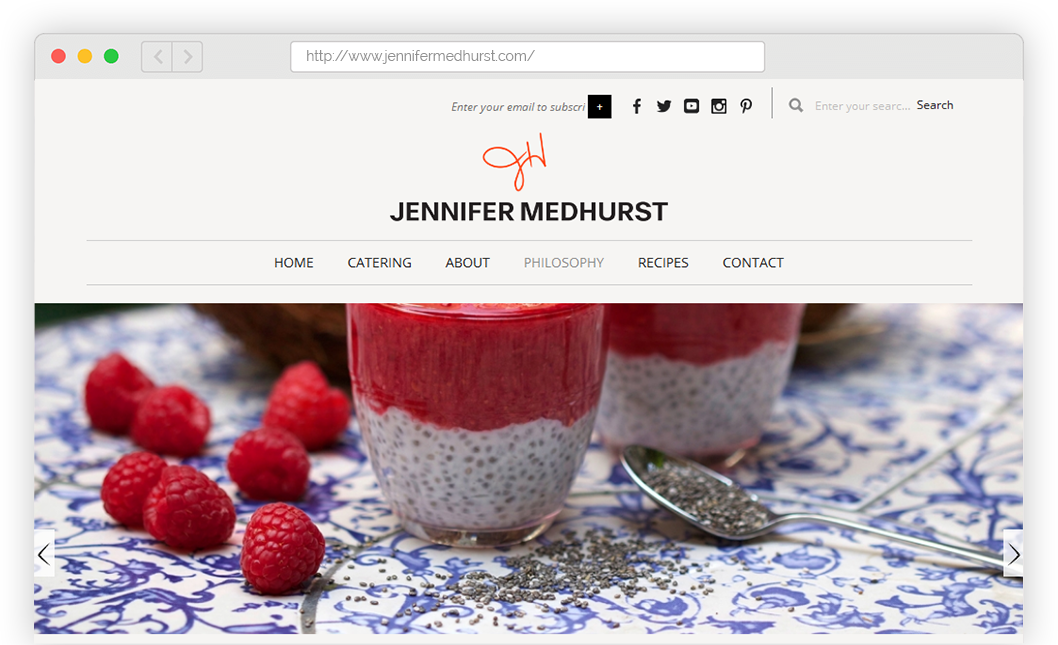 http://www.jennifermedhurst.com/
Enter your email to subscri + Enter your searc... Search
JH
JENNIFER MEDHURST
HOME CATERING ABOUT PHILOSOPHY RECIPES CONTACT